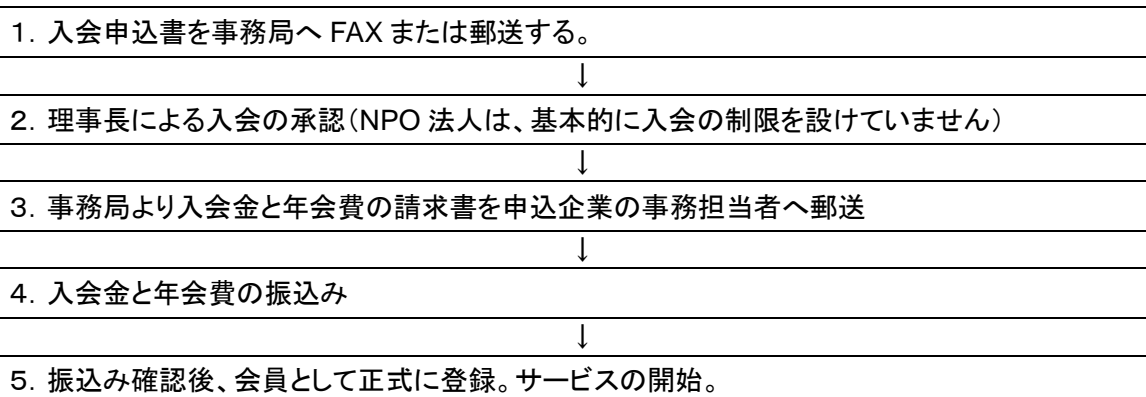 １．入会申込書を事務局へ FAX または郵送する。
↓
２．理事長による入会の承認（NPO 法人は、基本的に入会の制限を設けていません）
↓
３．事務局より入会金と年会費の請求書を申込企業の事務担当者へ郵送
↓
４．入会金と年会費の振込み
↓
５．振込み確認後、会員として正式に登録。サービスの開始。